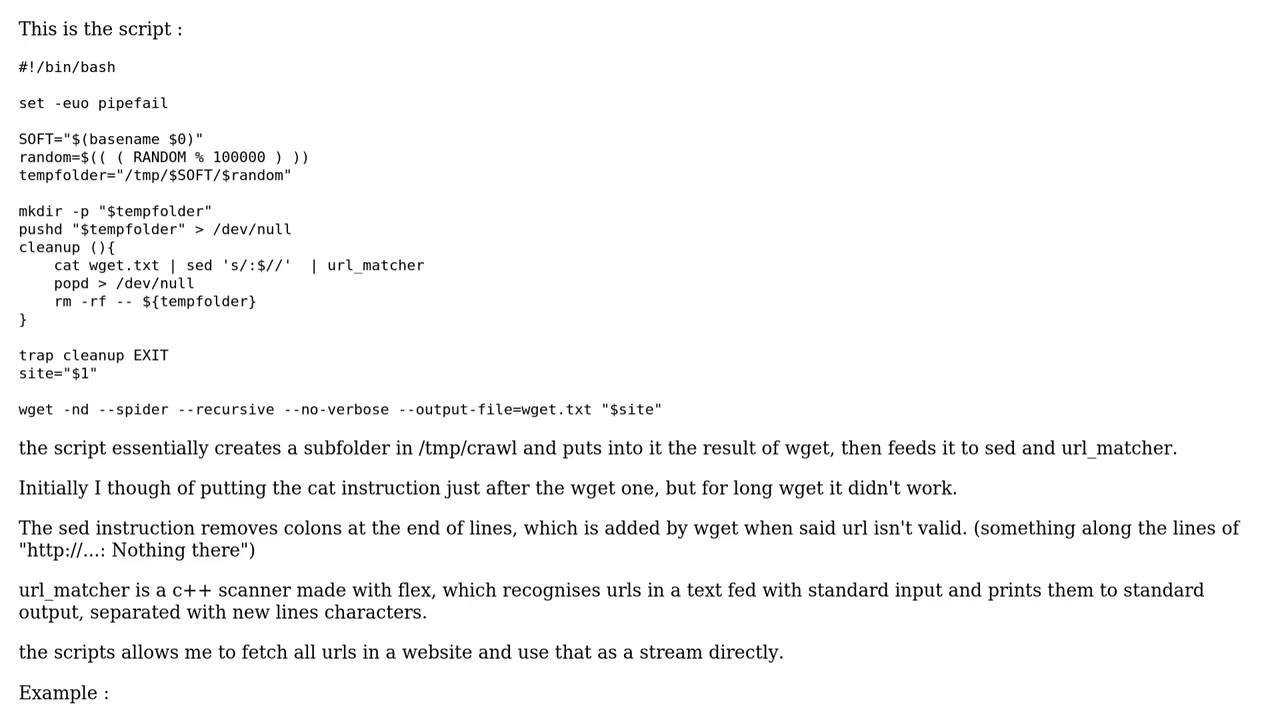 This is the script :
#!/bin/bash
set -euo pipefail
SOFT="$(basename $0)"
random=$(( ( RANDOM % 100000 ) ))
tempfolder="/tmp/$SOFT/$random"
mkdir -p "$tempfolder"
pushd "$tempfolder" > /dev/null
cleanup (){
    cat wget.txt | sed 's/:$//'  | url_matcher
    popd > /dev/null
    rm -rf -- ${tempfolder}
}
trap cleanup EXIT
site="$1"
wget -nd --spider --recursive --no-verbose --output-file=wget.txt "$site"
the script essentially creates a subfolder in /tmp/crawl and puts into it the result of wget, then feeds it to sed and url_matcher.
Initially I though of putting the cat instruction just after the wget one, but for long wget it didn't work.
The sed instruction removes colons at the end of lines, which is added by wget when said url isn't valid. (something along the lines of
"http://...: Nothing there")
url_matcher is a c++ scanner made with flex, which recognises urls in a text fed with standard input and prints them to standard
output, separated with new lines characters.
the scripts allows me to fetch all urls in a website and use that as a stream directly.
Example :